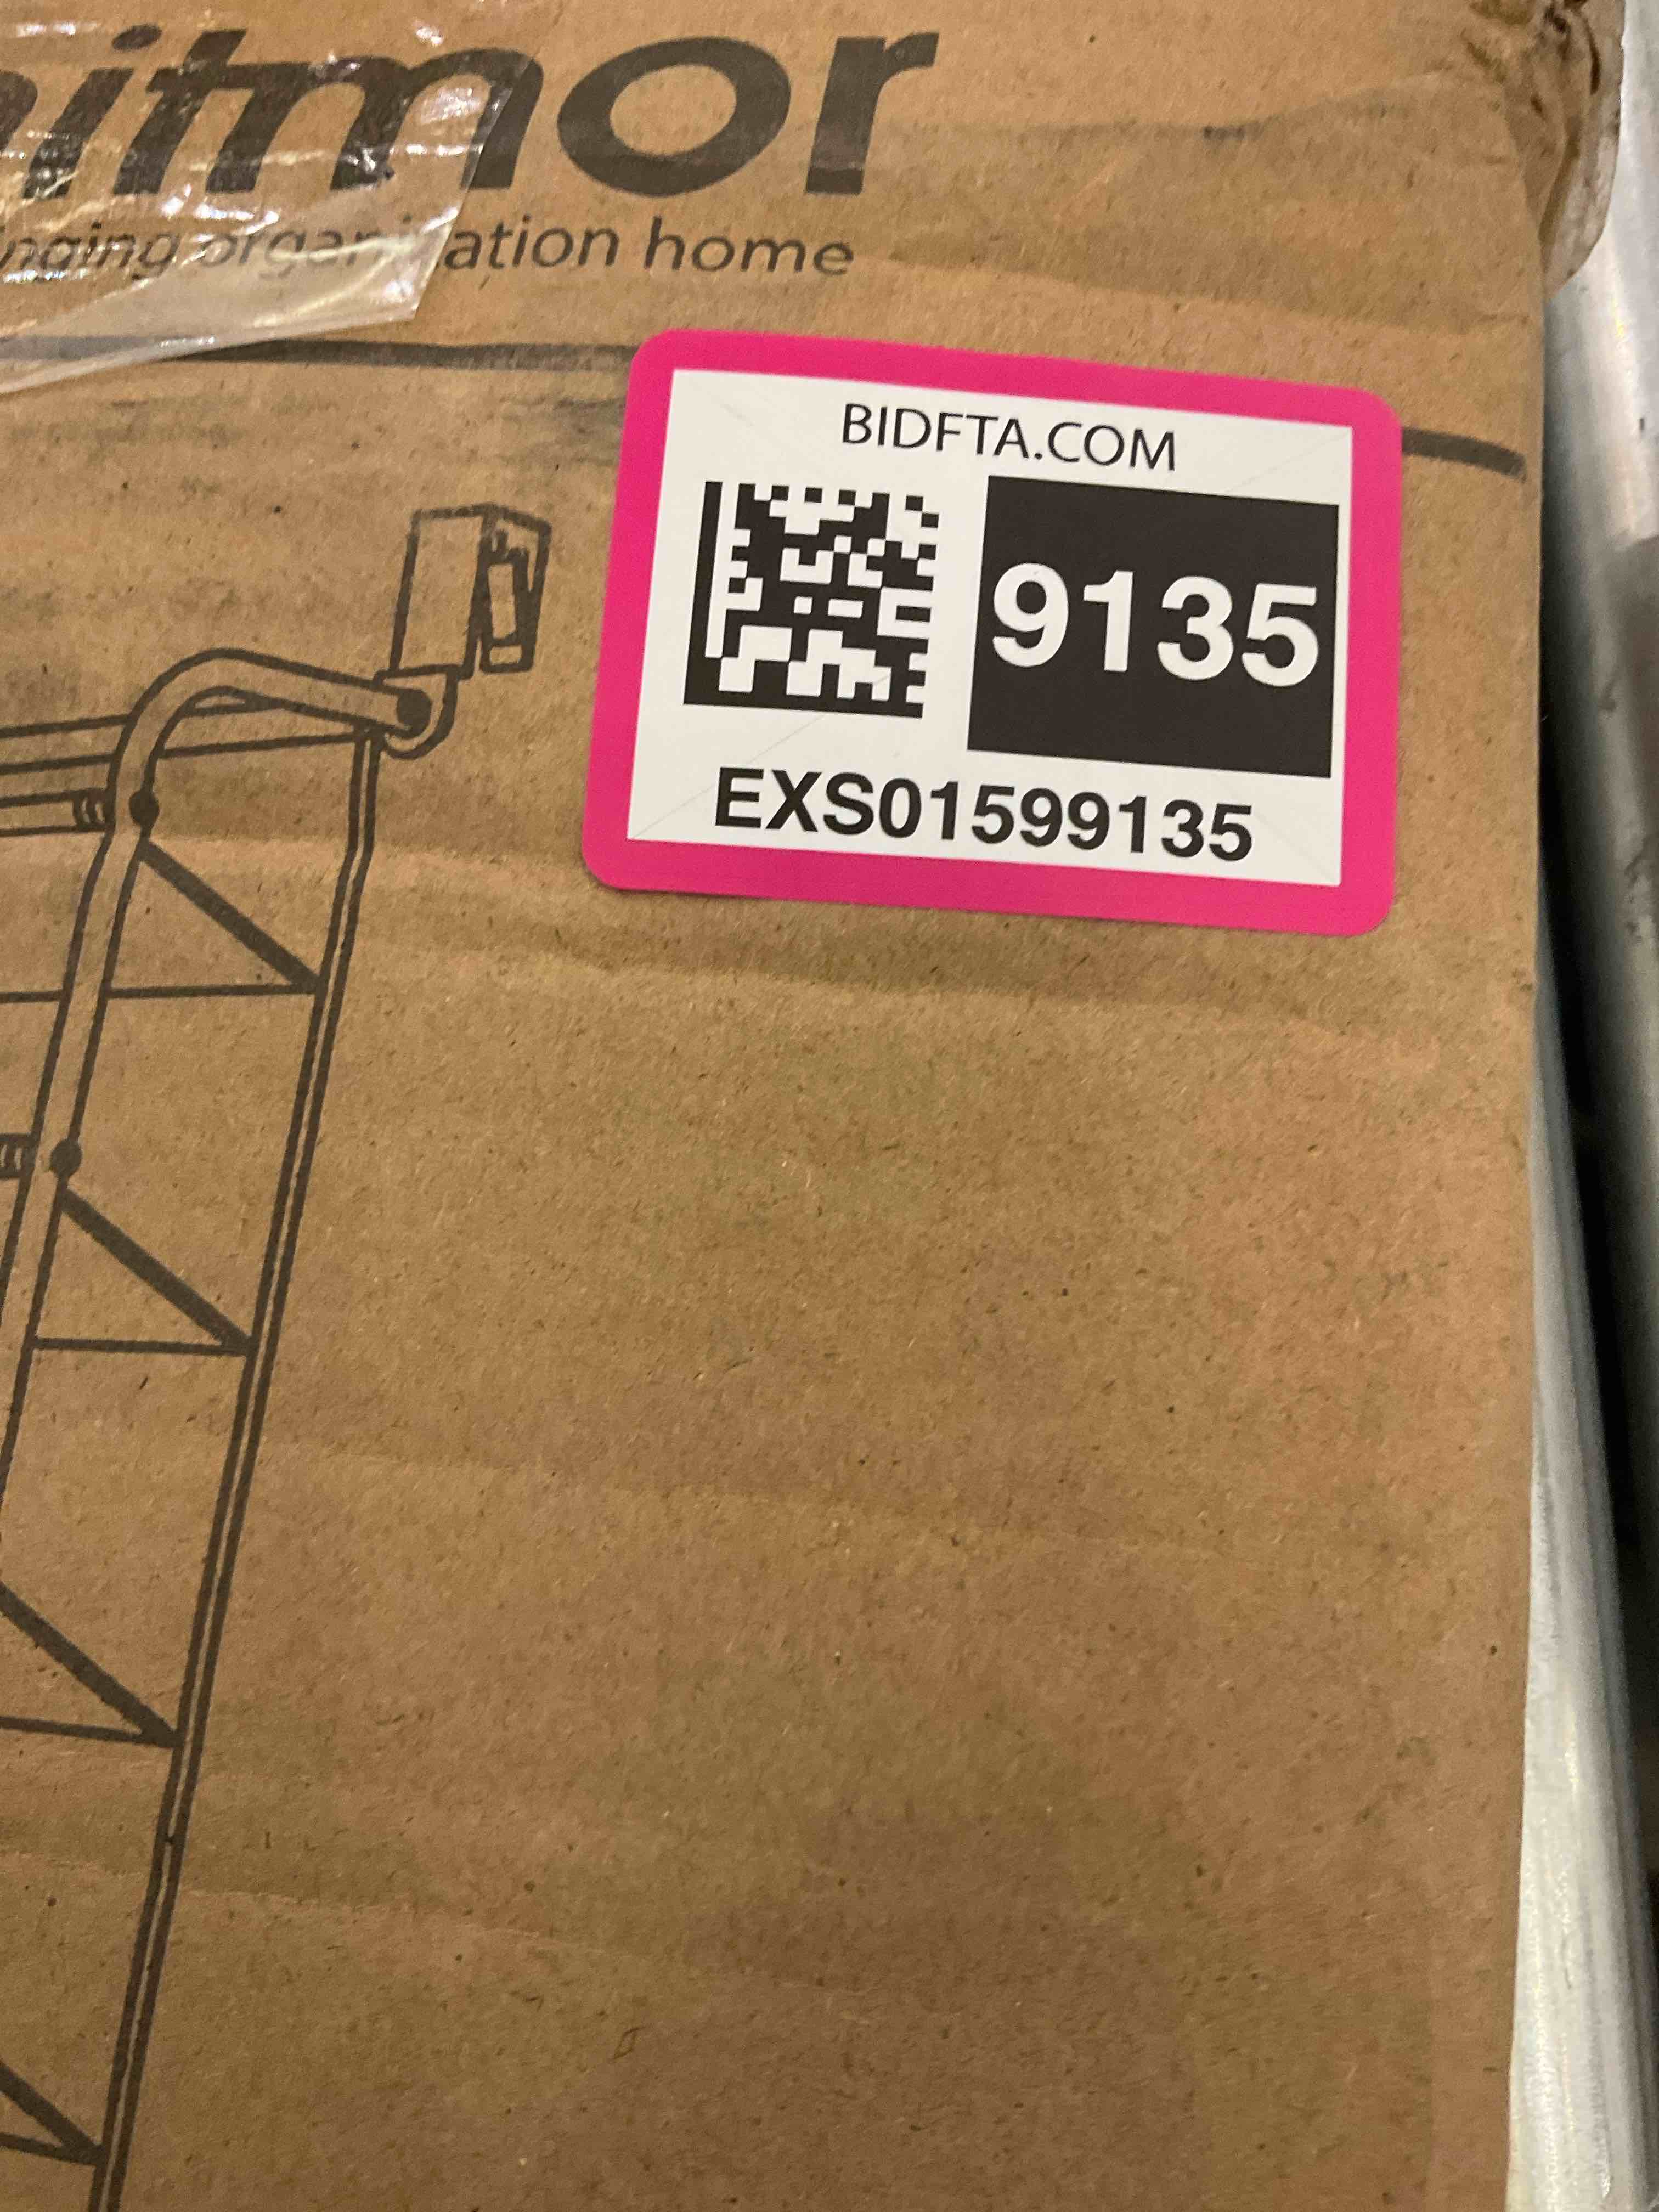 itmor
nging organization home
BIDFTA.COM
9135
EXS01599135